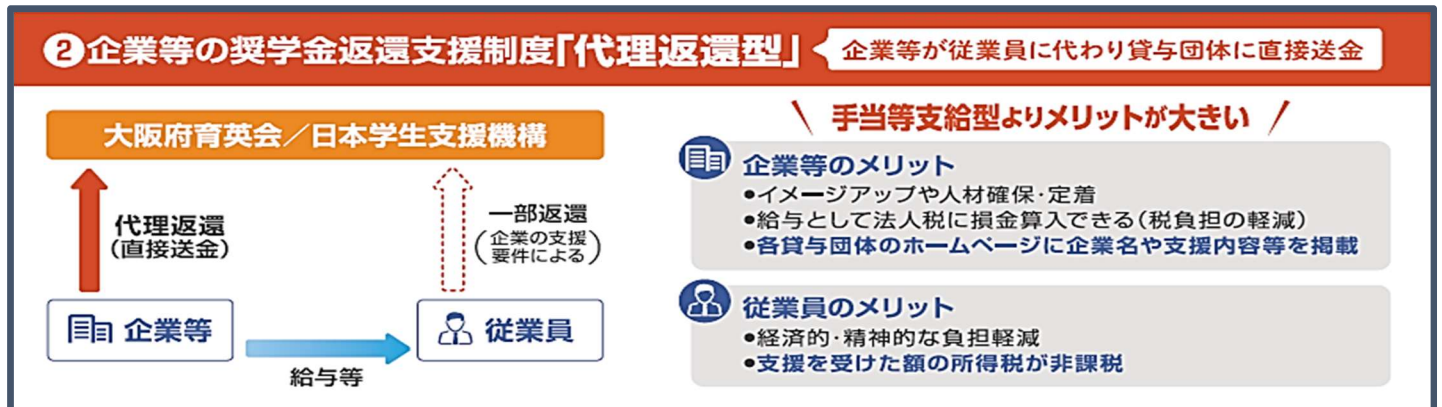 ❷企業等の奨学金返還支援制度「代理返還型」
企業等が従業員に代わり貸与団体に直接送金
大阪府育英会／日本学生支援機構
代理返還
(直接送金)
一部返還
(企業の支援
要件による)
企業等
従業員
給与等
手当等支給型よりメリットが大きい
企業等のメリット
●イメージアップや人材確保・定着
●給与として法人税に損金算入できる(税負担の軽減)
●各貸与団体のホームページに企業名や支援内容等を掲載
従業員のメリット
●経済的・精神的な負担軽減
●支援を受けた額の所得税が非課税